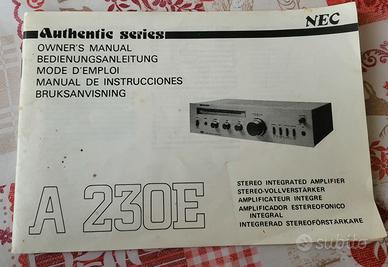 Authentic series
NEC
OWNER'S MANUAL
BEDIENUNGSANLEITUNG
MODE D'EMPLOI
MANUAL DE INSTRUCCIONES
BRUKSANVISNING
A 230E
STEREO INTEGRATED AMPLIFIER
STEREO-VOLLVERSTÄRKER
AMPLIFICATEUR INTEGRE
AMPLIFICADOR ESTEREOFONICO
INTEGRAL
INTEGRERAD STEREOFÖRSTÄRKARE
subito